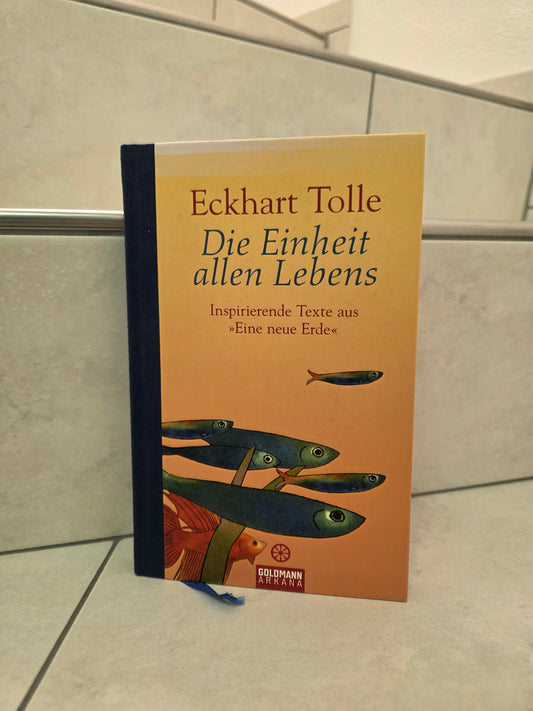 Eckhart Tolle
Die Einheit
allen Lebens
Inspirierende Texte aus
»Eine neue Erde«
GOLDMANN
ARKANA